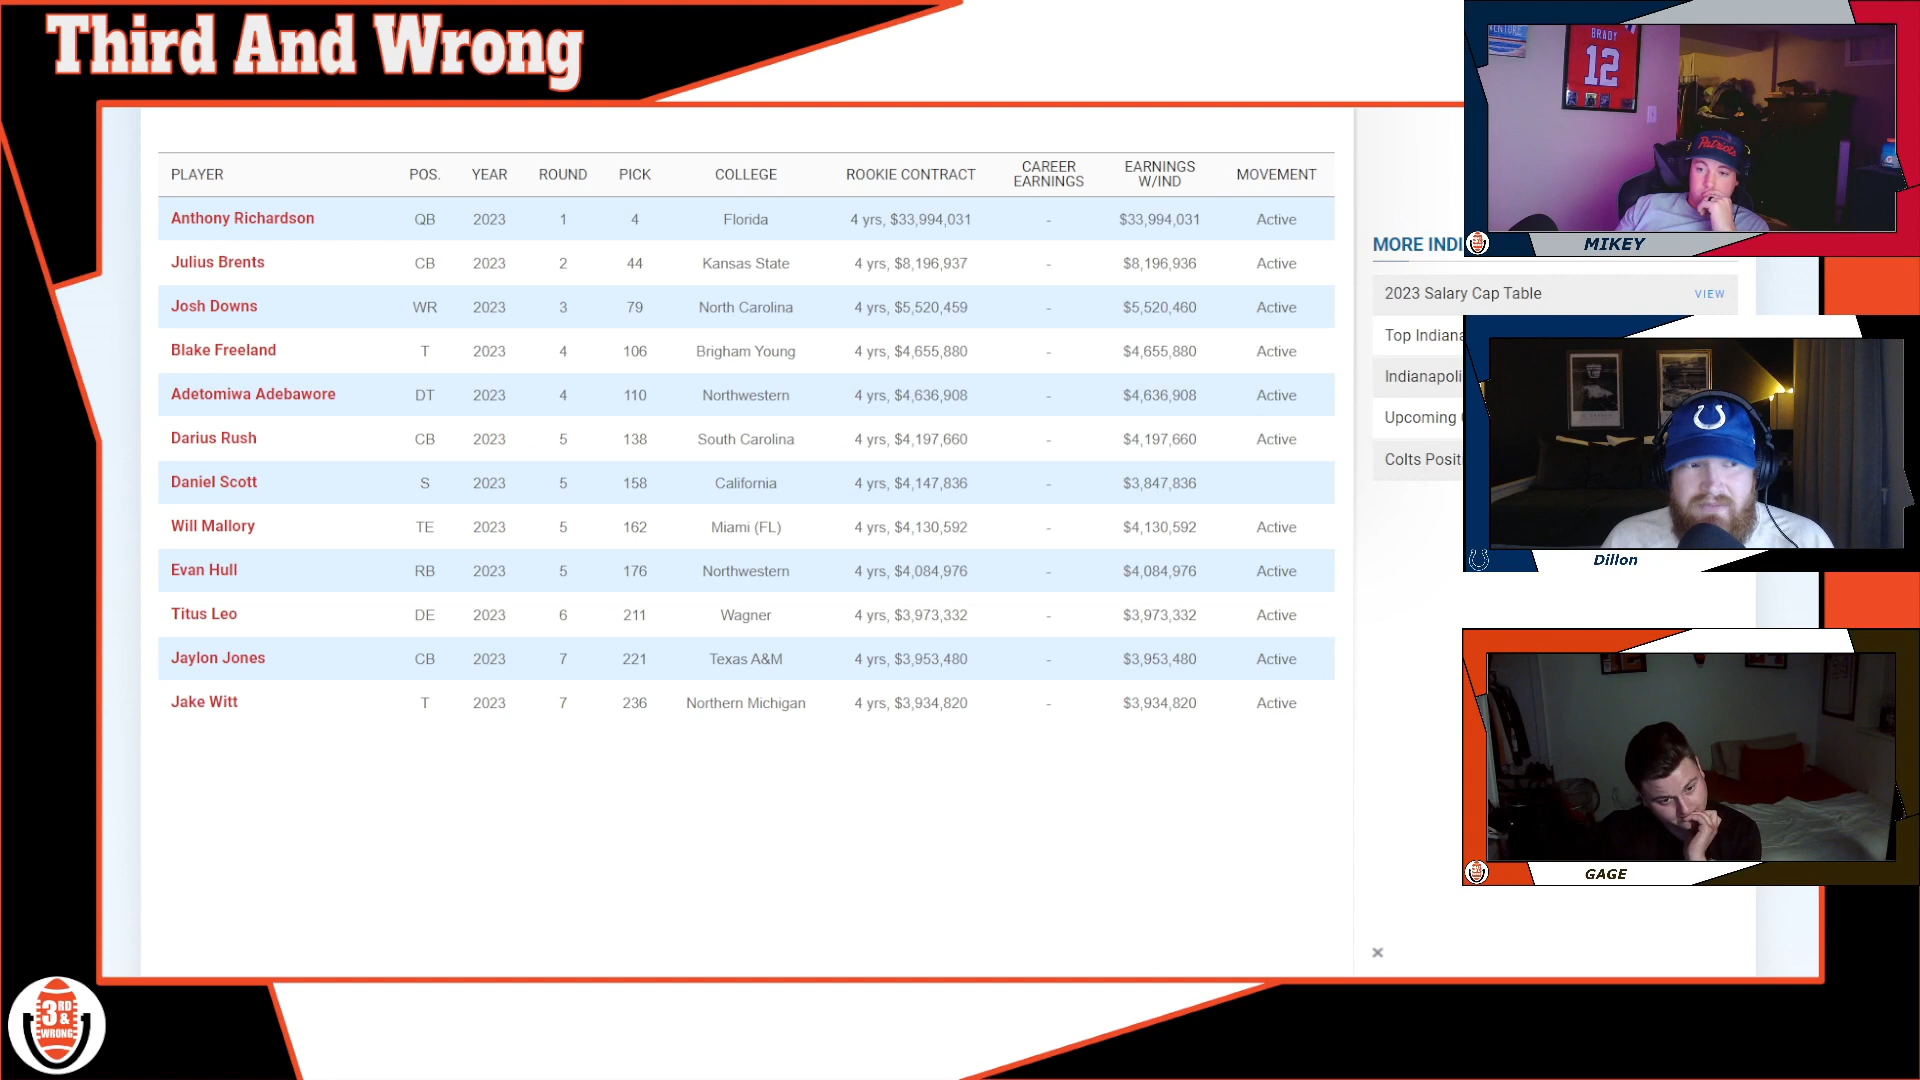 Third And Wrong
PLAYER POS. YEAR ROUND PICK COLLEGE ROOKIE CONTRACT CAREER EARNINGS EARNINGS W/IND MOVEMENT
Anthony Richardson QB 2023 1 4 Florida 4 yrs, $33,994,031 - $33,994,031 Active
Julius Brents CB 2023 2 44 Kansas State 4 yrs, $8,196,937 - $8,196,936 Active
Josh Downs WR 2023 3 79 North Carolina 4 yrs, $5,520,459 - $5,520,460 Active
Blake Freeland T 2023 4 106 Brigham Young 4 yrs, $4,655,880 - $4,655,880 Active
Adetomiwa Adebawore DT 2023 4 110 Northwestern 4 yrs, $4,636,908 - $4,636,908 Active
Darius Rush CB 2023 5 138 South Carolina 4 yrs, $4,197,660 - $4,197,660 Active
Daniel Scott S 2023 5 158 California 4 yrs, $4,147,836 - $3,847,836
Will Mallory TE 2023 5 162 Miami (FL) 4 yrs, $4,130,592 - $4,130,592 Active
Evan Hull RB 2023 5 176 Northwestern 4 yrs, $4,084,976 - $4,084,976 Active
Titus Leo DE 2023 6 211 Wagner 4 yrs, $3,973,332 - $3,973,332 Active
Jaylon Jones CB 2023 7 221 Texas A&M 4 yrs, $3,953,480 - $3,953,480 Active
Jake Witt T 2023 7 236 Northern Michigan 4 yrs, $3,934,820 - $3,934,820 Active
MORE INDI
2023 Salary Cap Table VIEW
Top Indiana
Indianapoli
Upcoming
Colts Posit
BRADY
12
Patriots
MIKEY
Dillon
GAGE
3RD
&
WRONG